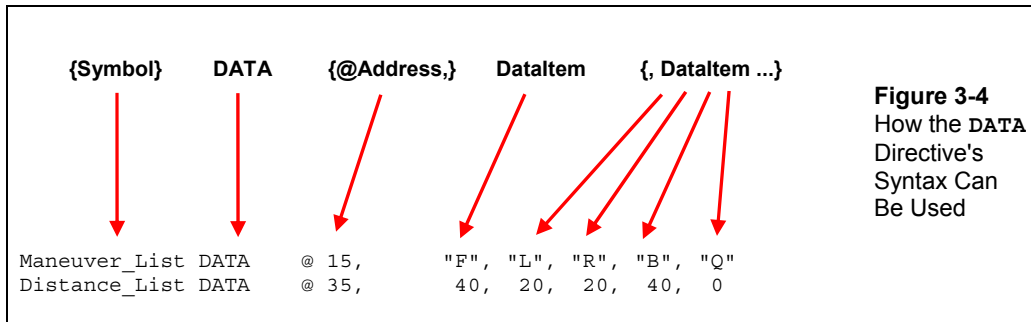 {Symbol} DATA {@Address,} DataItem {, DataItem ...}
Maneuver_List DATA @ 15, "F", "L", "R", "B", "Q"
Distance_List DATA @ 35, 40, 20, 20, 40, 0
Figure 3-4
How the DATA
Directive's
Syntax Can
Be Used